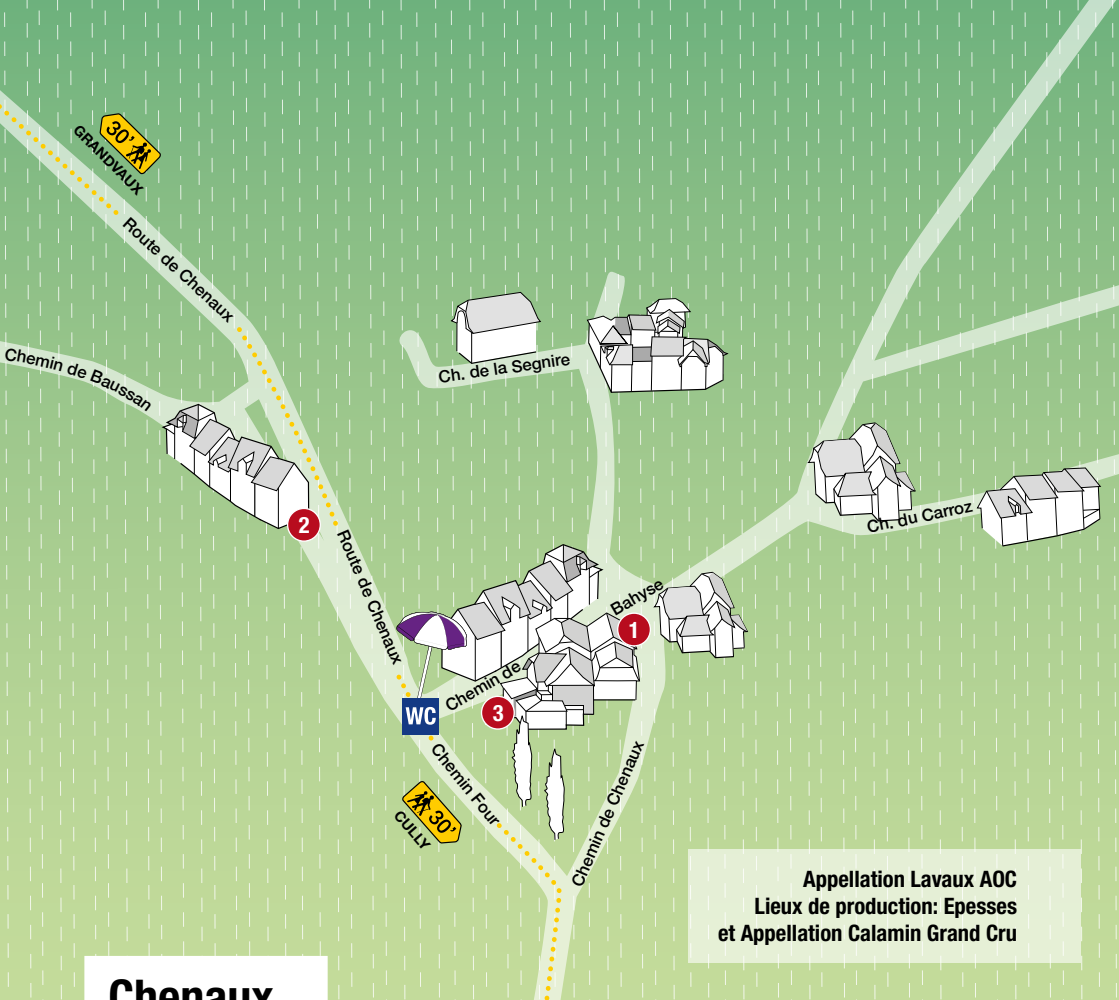 30'
GRANDVAUX
Route de Chenaux
Chemin de Baussan
Ch. de la Segnire
2
Route de Chenaux
Ch. du Carroz
Chemin de Bahyse
1
3
WC
Chemin Four
30'
CULLY
Chemin de Chenaux
Appellation Lavaux AOC
Lieux de production: Epesses
et Appellation Calamin Grand Cru
Chenaux